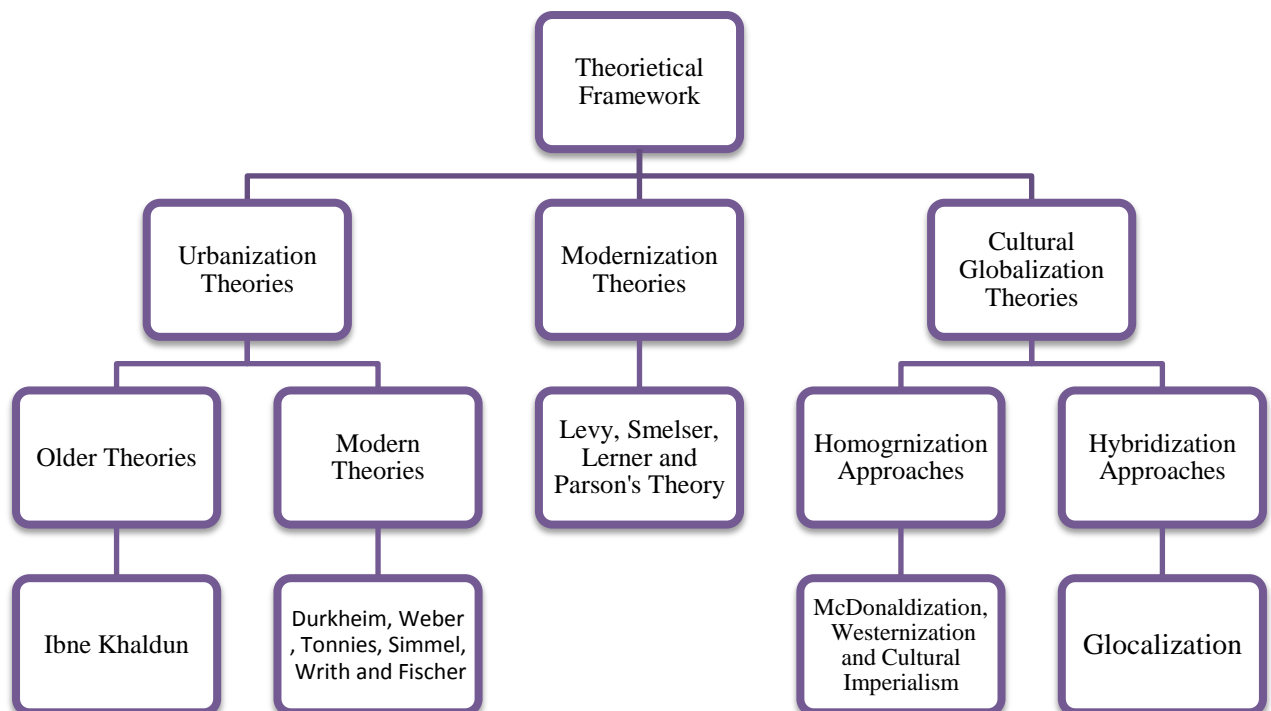 Theorietical
Framework
Urbanization
Theories
Modernization
Theories
Cultural
Globalization
Theories
Older Theories
Modern
Theories
Levy, Smelser,
Lerner and
Parson's Theory
Homogrnization
Approaches
Hybridization
Approaches
Ibne Khaldun
Durkheim, Weber
, Tonnies, Simmel,
Writh and Fischer
McDonaldization,
Westernization
and Cultural
Imperialism
Glocalization